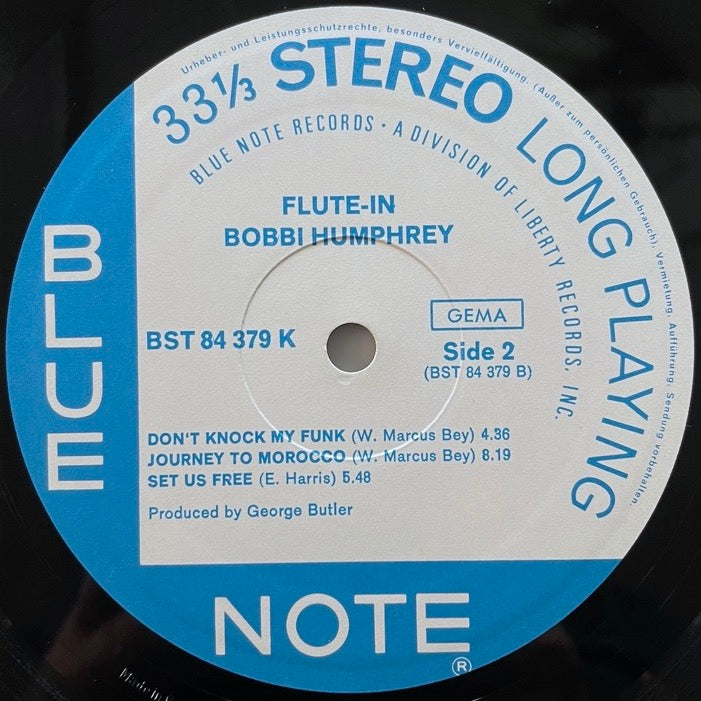 Urheber- und Leistungsschutzrechte, besonders Vervielfältigung, (Außer zum persönlichen Gebrauch), Vermietung, Aufführung, Sendung vorbehalten.
33⅓ STEREO LONG PLAYING
BLUE NOTE RECORDS · A DIVISION OF LIBERTY RECORDS, INC.
FLUTE-IN
BOBBI HUMPHREY
BLUE
BST 84 379 K
GEMA
Side 2
(BST 84 379 B)
DON'T KNOCK MY FUNK (W. Marcus Bey) 4.36
JOURNEY TO MOROCCO (W. Marcus Bey) 8.19
SET US FREE (E. Harris) 5.48
Produced by George Butler
NOTE
®
Made in